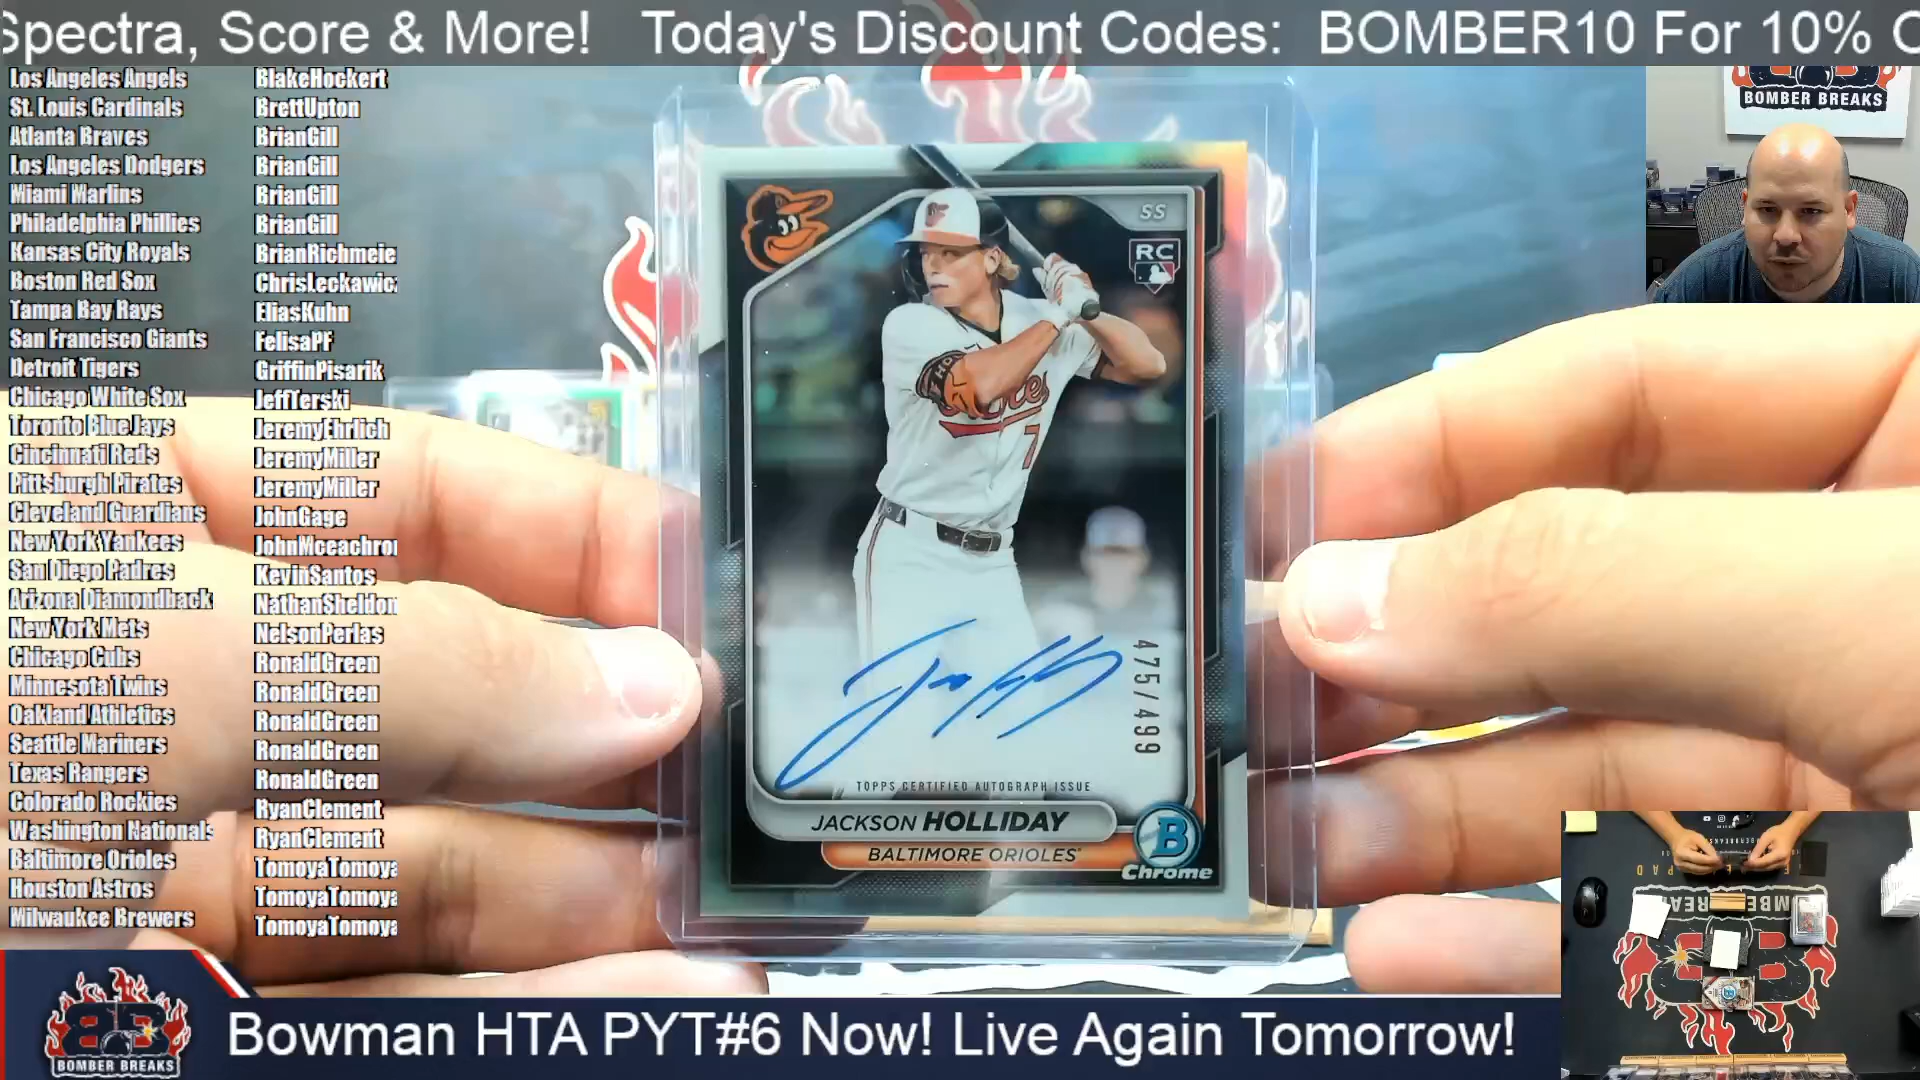 Spectra, Score & More!   Today's Discount Codes:  BOMBER10 For 10%
Los Angeles Angels BlakeHockert
St. Louis Cardinals BrettUpton
Atlanta Braves BrianGill
Los Angeles Dodgers BrianGill
Miami Marlins BrianGill
Philadelphia Phillies BrianGill
Kansas City Royals BrianRichmeie
Boston Red Sox ChrisLeckawic
Tampa Bay Rays EliasKuhn
San Francisco Giants FelisaPF
Detroit Tigers GriffinPisarik
Chicago White Sox JeffTerski
Toronto BlueJays JeremyEhrlich
Cincinnati Reds JeremyMiller
Pittsburgh Pirates JeremyMiller
Cleveland Guardians JohnGage
New York Yankees JohnMceachro
San Diego Padres KevinSantos
Arizona Diamondback NathanSheldon
New York Mets NelsonPerlas
Chicago Cubs RonaldGreen
Minnesota Twins RonaldGreen
Oakland Athletics RonaldGreen
Seattle Mariners RonaldGreen
Texas Rangers RonaldGreen
Colorado Rockies RyanClement
Washington Nationals RyanClement
Baltimore Orioles TomoyaTomoya
Houston Astros TomoyaTomoya
Milwaukee Brewers TomoyaTomoya
BOMBER BREAKS
SS
RC
Orioles
7
475/499
TOPPS CERTIFIED AUTOGRAPH ISSUE
JACKSON HOLLIDAY
BALTIMORE ORIOLES
B
Chrome
BOMBER BREAKS
Bowman HTA PYT#6 Now! Live Again Tomorrow!